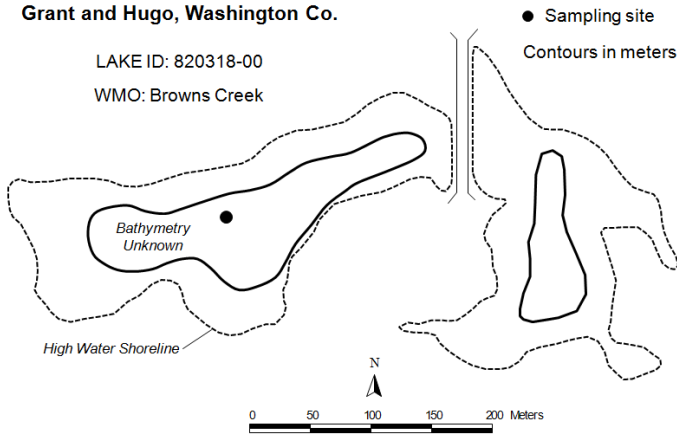 Grant and Hugo, Washington Co.
LAKE ID: 820318-00
WMO: Browns Creek
Sampling site
Contours in meters
Bathymetry
Unknown
High Water Shoreline
N
0 50 100 150 200 Meters